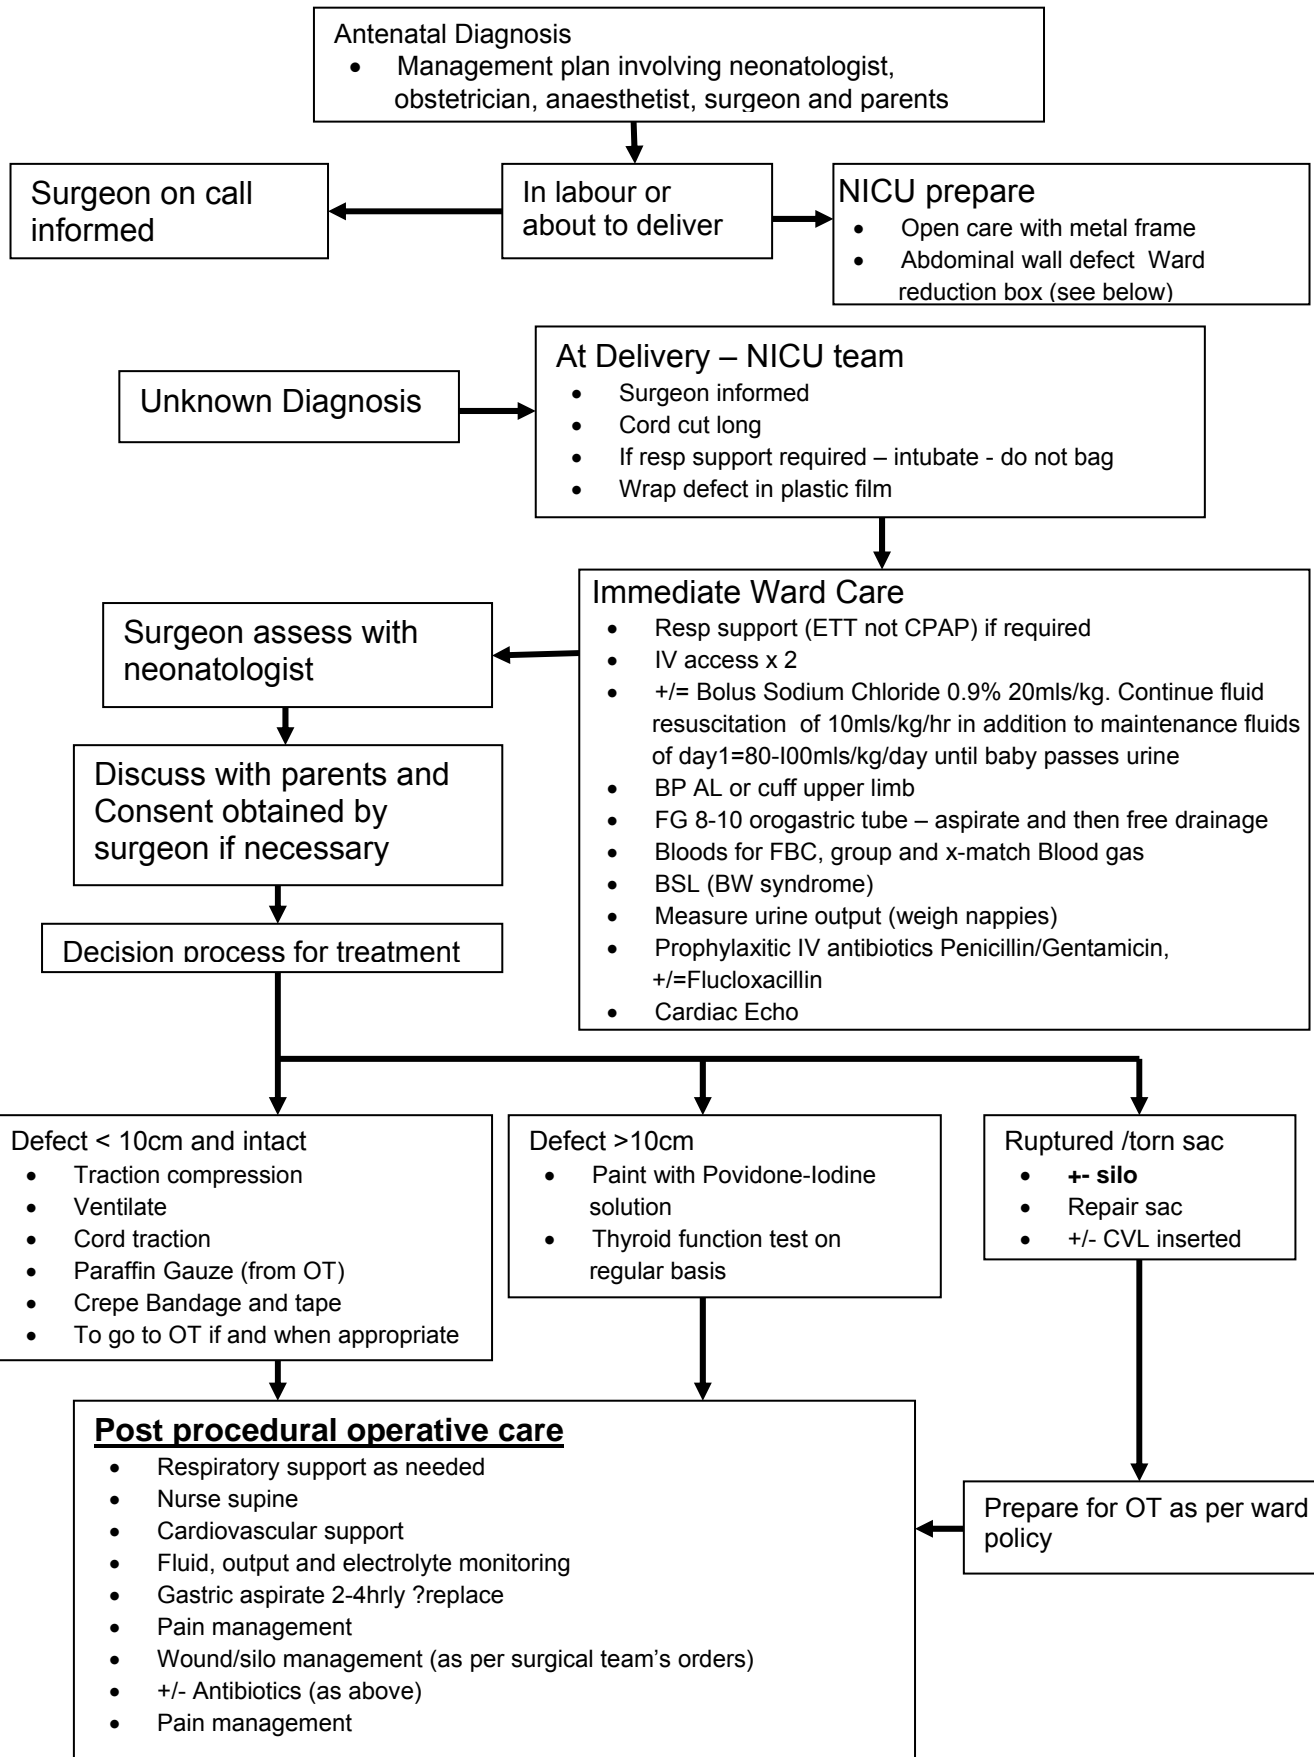 Antenatal Diagnosis
• Management plan involving neonatologist,
obstetrician, anaesthetist, surgeon and parents
Surgeon on call
informed
In labour or
about to deliver
NICU prepare
• Open care with metal frame
• Abdominal wall defect Ward
reduction box (see below)
Unknown Diagnosis
At Delivery – NICU team
• Surgeon informed
• Cord cut long
• If resp support required – intubate - do not bag
• Wrap defect in plastic film
Immediate Ward Care
• Resp support (ETT not CPAP) if required
• IV access x 2
• +/= Bolus Sodium Chloride 0.9% 20mls/kg. Continue fluid
resuscitation of 10mls/kg/hr in addition to maintenance fluids
of day1=80-I00mls/kg/day until baby passes urine
• BP AL or cuff upper limb
• FG 8-10 orogastric tube – aspirate and then free drainage
• Bloods for FBC, group and x-match Blood gas
• BSL (BW syndrome)
• Measure urine output (weigh nappies)
• Prophylaxitic IV antibiotics Penicillin/Gentamicin,
+/=Flucloxacillin
• Cardiac Echo
Surgeon assess with
neonatologist
Discuss with parents and
Consent obtained by
surgeon if necessary
Decision process for treatment
Defect < 10cm and intact
• Traction compression
• Ventilate
• Cord traction
• Paraffin Gauze (from OT)
• Crepe Bandage and tape
• To go to OT if and when appropriate
Defect >10cm
• Paint with Povidone-Iodine
solution
• Thyroid function test on
regular basis
Ruptured /torn sac
• +- silo
• Repair sac
• +/- CVL inserted
Prepare for OT as per ward
policy
Post procedural operative care
• Respiratory support as needed
• Nurse supine
• Cardiovascular support
• Fluid, output and electrolyte monitoring
• Gastric aspirate 2-4hrly ?replace
• Pain management
• Wound/silo management (as per surgical team's orders)
• +/- Antibiotics (as above)
• Pain management